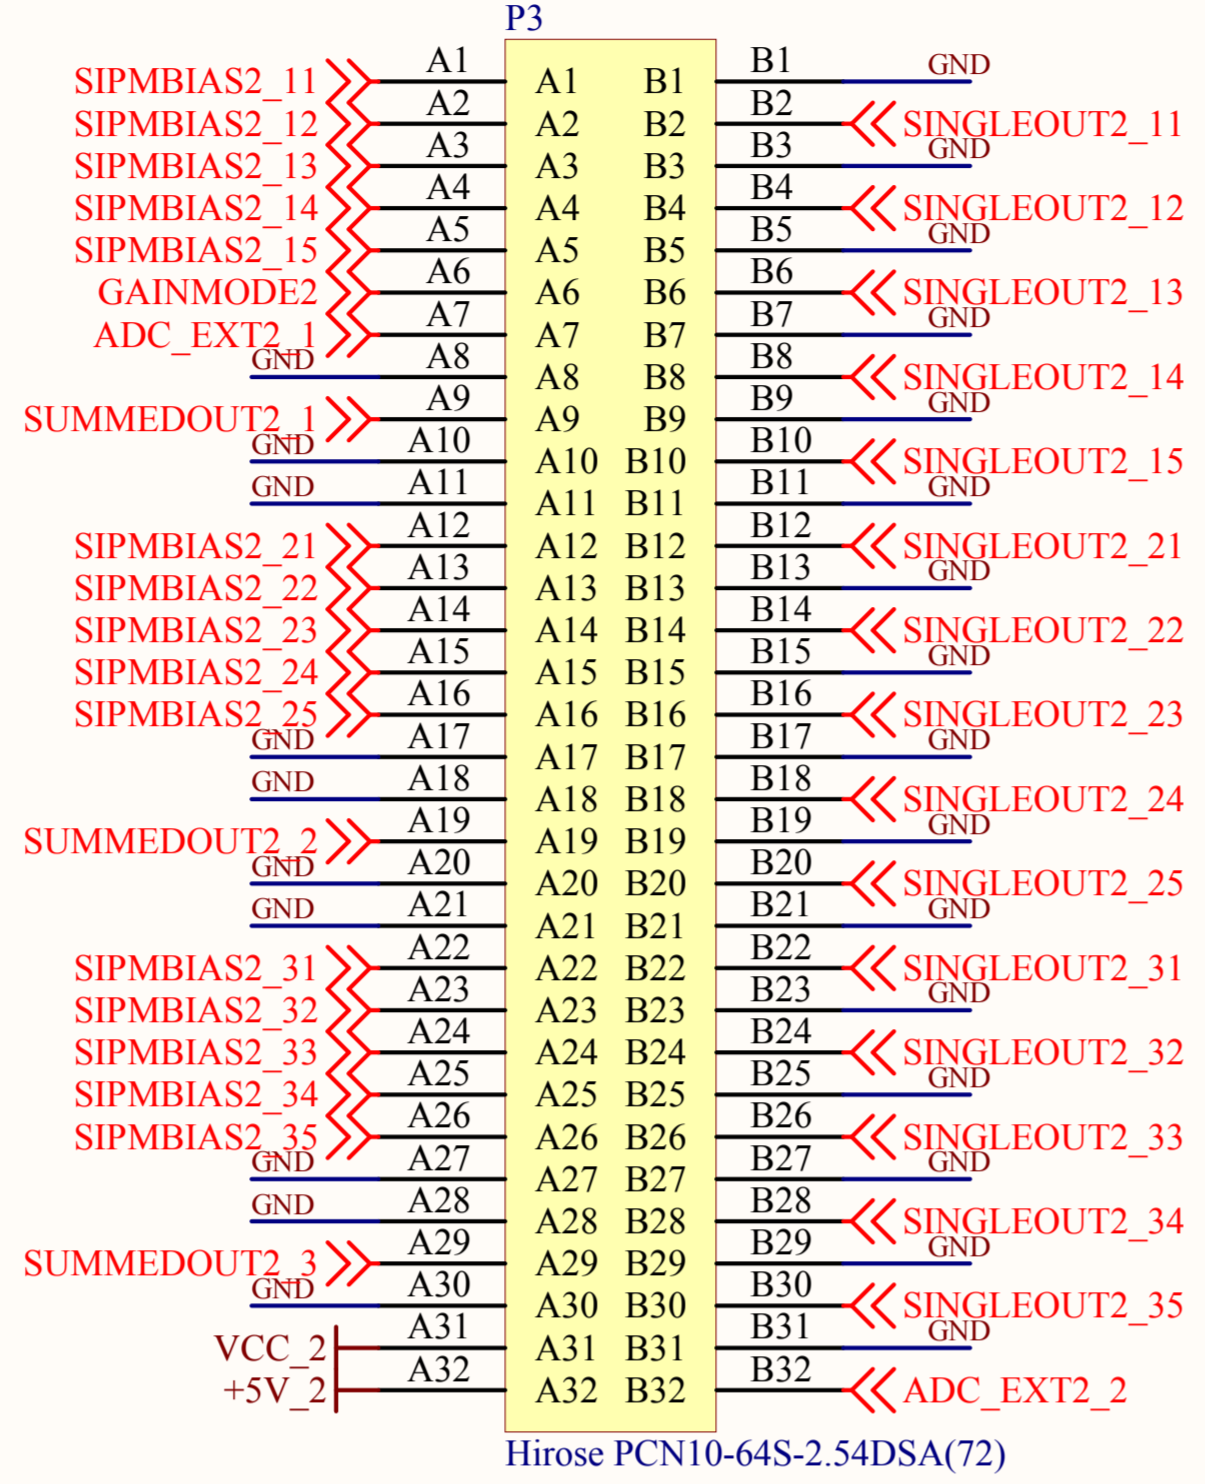 P3
SIPMBIAS2_11 A1 A1 B1 B1 GND
SIPMBIAS2_12 A2 A2 B2 B2 SINGLEOUT2_11
SIPMBIAS2_13 A3 A3 B3 B3 GND
SIPMBIAS2_14 A4 A4 B4 B4 SINGLEOUT2_12
SIPMBIAS2_15 A5 A5 B5 B5 GND
GAINMODE2 A6 A6 B6 B6 SINGLEOUT2_13
ADC_EXT2_1 A7 A7 B7 B7 GND
GND A8 A8 B8 B8 SINGLEOUT2_14
SUMMEDOUT2_1 A9 A9 B9 B9 GND
GND A10 A10 B10 B10 SINGLEOUT2_15
GND A11 A11 B11 B11 GND
SIPMBIAS2_21 A12 A12 B12 B12 SINGLEOUT2_21
SIPMBIAS2_22 A13 A13 B13 B13 GND
SIPMBIAS2_23 A14 A14 B14 B14 SINGLEOUT2_22
SIPMBIAS2_24 A15 A15 B15 B15 GND
SIPMBIAS2_25 A16 A16 B16 B16 SINGLEOUT2_23
GND A17 A17 B17 B17 GND
GND A18 A18 B18 B18 SINGLEOUT2_24
SUMMEDOUT2_2 A19 A19 B19 B19 GND
GND A20 A20 B20 B20 SINGLEOUT2_25
GND A21 A21 B21 B21 GND
SIPMBIAS2_31 A22 A22 B22 B22 SINGLEOUT2_31
SIPMBIAS2_32 A23 A23 B23 B23 GND
SIPMBIAS2_33 A24 A24 B24 B24 SINGLEOUT2_32
SIPMBIAS2_34 A25 A25 B25 B25 GND
SIPMBIAS2_35 A26 A26 B26 B26 SINGLEOUT2_33
GND A27 A27 B27 B27 GND
GND A28 A28 B28 B28 SINGLEOUT2_34
SUMMEDOUT2_3 A29 A29 B29 B29 GND
GND A30 A30 B30 B30 SINGLEOUT2_35
VCC_2 A31 A31 B31 B31 GND
+5V_2 A32 A32 B32 B32 ADC_EXT2_2
Hirose PCN10-64S-2.54DSA(72)